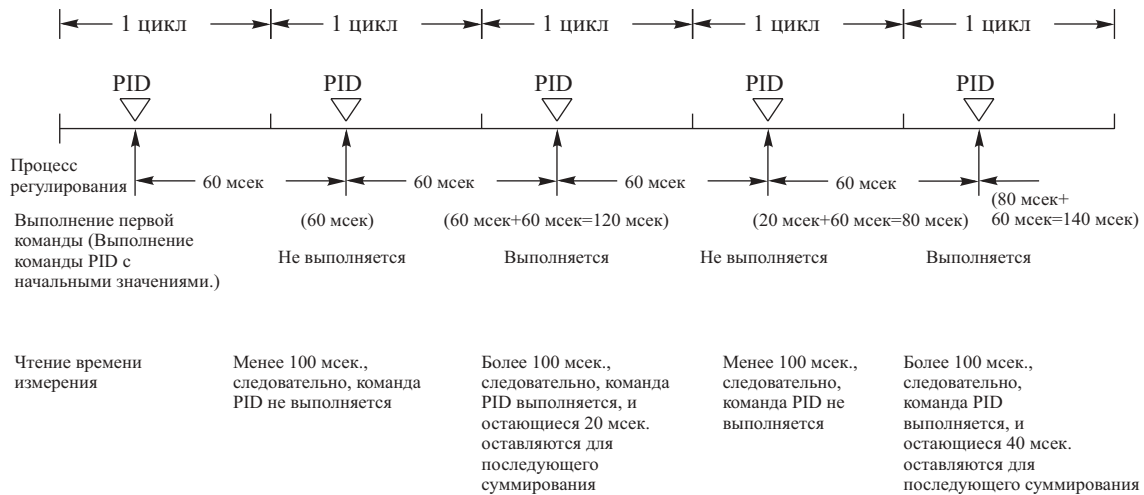 1 цикл
1 цикл
1 цикл
1 цикл
1 цикл
PID
PID
PID
PID
PID
Процесс
регулирования
60 мсек
60 мсек
60 мсек
60 мсек
Выполнение первой
команды (Выполнение
команды PID с
начальными значениями.)
(60 мсек)
Не выполняется
(60 мсек+60 мсек=120 мсек)
Выполняется
Не выполняется
(20 мсек+60 мсек=80 мсек)
(80 мсек+
60 мсек=140 мсек)
Выполняется
Чтение времени
измерения
Менее 100 мсек.,
следовательно, команда
PID не выполняется
Более 100 мсек.,
следовательно, команда
PID выполняется, и
остающиеся 20 мсек.
оставляются для
последующего
суммирования
Менее 100 мсек.,
следовательно,
команда PID не
выполняется
Более 100 мсек.,
следовательно,
команда PID
выполняется, и
остающиеся 40 мсек.
оставляются для
последующего суммирования